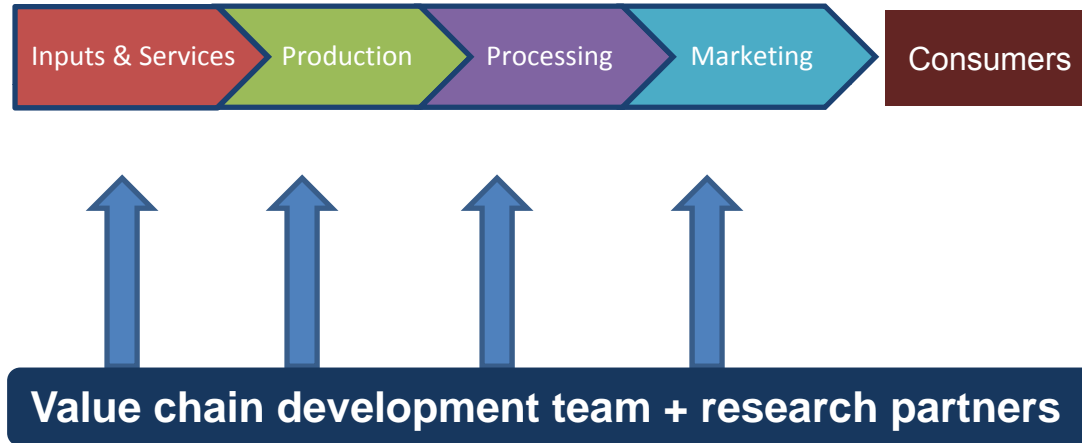 Inputs & Services
Production
Processing
Marketing
Consumers
Value chain development team + research partners